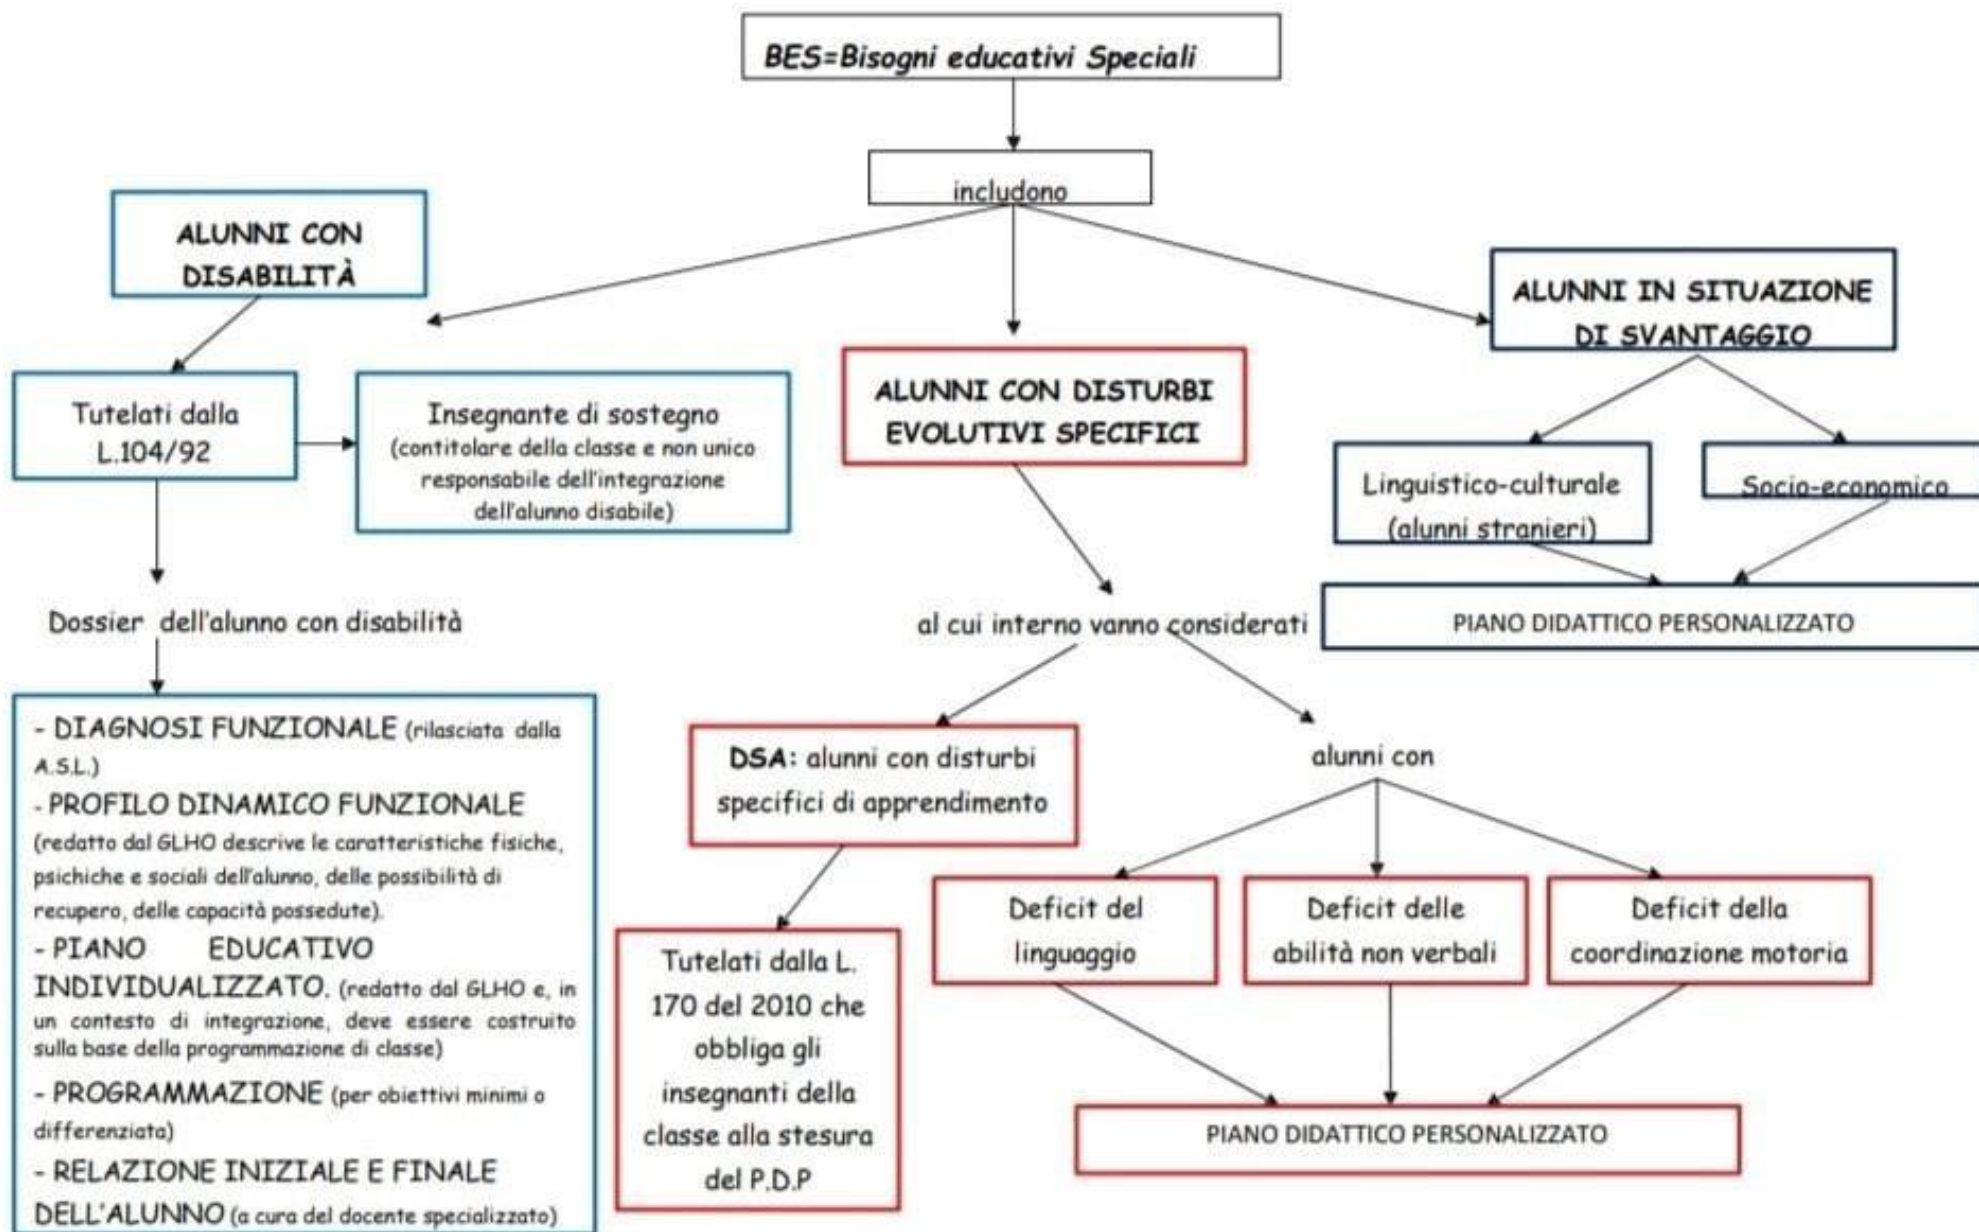 BES=Bisogni educativi Speciali
includono
ALUNNI CON
DISABILITÀ
Tutelati dalla
L.104/92
Insegnante di sostegno
(contitolare della classe e non unico
responsabile dell'integrazione
dell'alunno disabile)
Dossier dell'alunno con disabilità
- DIAGNOSI FUNZIONALE (rilasciata dalla
A.S.L.)
- PROFILO DINAMICO FUNZIONALE
(redatto dal GLHO descrive le caratteristiche fisiche,
psichiche e sociali dell'alunno, delle possibilità di
recupero, delle capacità possedute).
- PIANO EDUCATIVO
INDIVIDUALIZZATO. (redatto dal GLHO e, in
un contesto di integrazione, deve essere costruito
sulla base della programmazione di classe)
- PROGRAMMAZIONE (per obiettivi minimi o
differenziata)
- RELAZIONE INIZIALE E FINALE
DELL'ALUNNO (a cura del docente specializzato)
ALUNNI CON DISTURBI
EVOLUTIVI SPECIFICI
al cui interno vanno considerati
DSA: alunni con disturbi
specifici di apprendimento
Tutelati dalla L.
170 del 2010 che
obbliga gli
insegnanti della
classe alla stesura
del P.D.P
alunni con
Deficit del
linguaggio
Deficit delle
abilità non verbali
Deficit della
coordinazione motoria
PIANO DIDATTICO PERSONALIZZATO
ALUNNI IN SITUAZIONE
DI SVANTAGGIO
Linguistico-culturale
(alunni stranieri)
Socio-economico
PIANO DIDATTICO PERSONALIZZATO